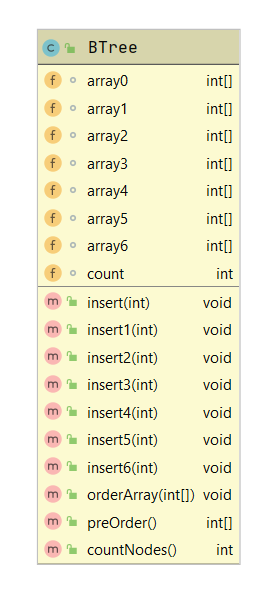 C BTree
f array0 int[]
f array1 int[]
f array2 int[]
f array3 int[]
f array4 int[]
f array5 int[]
f array6 int[]
f count int
m insert(int) void
m insert1(int) void
m insert2(int) void
m insert3(int) void
m insert4(int) void
m insert5(int) void
m insert6(int) void
m orderArray(int[]) void
m preOrder() int[]
m countNodes() int